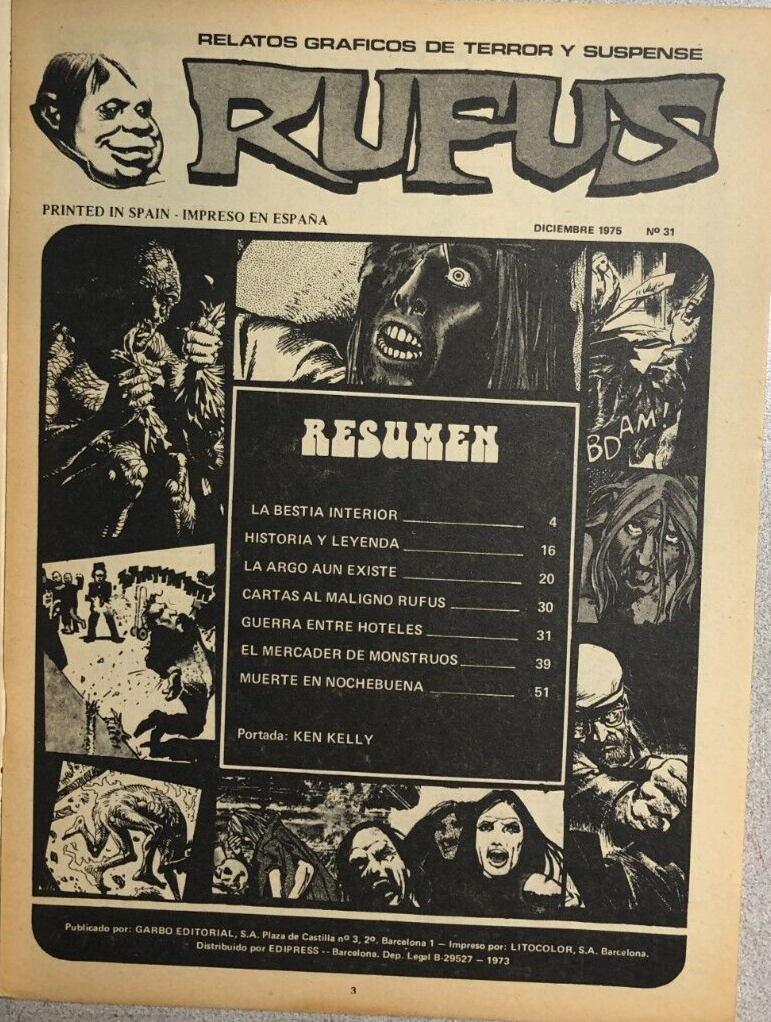 RELATOS GRAFICOS DE TERROR Y SUSPENSE
RUFUS
PRINTED IN SPAIN - IMPRESO EN ESPAÑA
DICIEMBRE 1975 Nº 31
BDAM!
RESUMEN
LA BESTIA INTERIOR 4
HISTORIA Y LEYENDA 16
LA ARGO AUN EXISTE 20
CARTAS AL MALIGNO RUFUS 30
GUERRA ENTRE HOTELES 31
EL MERCADER DE MONSTRUOS 39
MUERTE EN NOCHEBUENA 51
Portada: KEN KELLY
Publicado por: GARBO EDITORIAL, S.A. Plaza de Castilla nº 3, 2º. Barcelona 1 – Impreso por: LITOCOLOR, S.A. Barcelona.
Distribuido por EDIPRESS -- Barcelona. Dep. Legal B-29527 – 1973
3